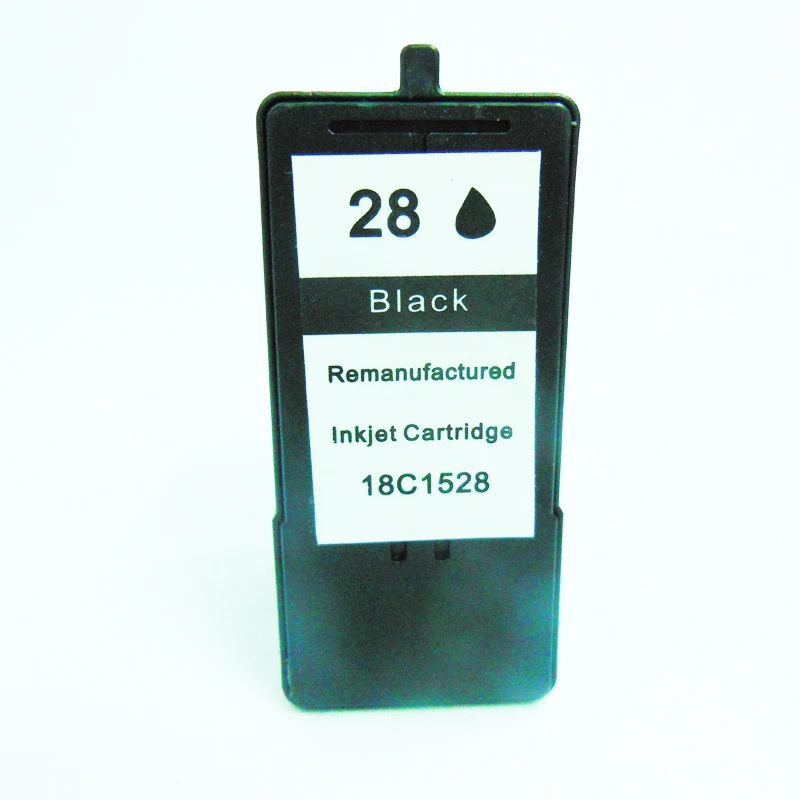 28
Black
Remanufactured
Inkjet Cartridge
18C1528